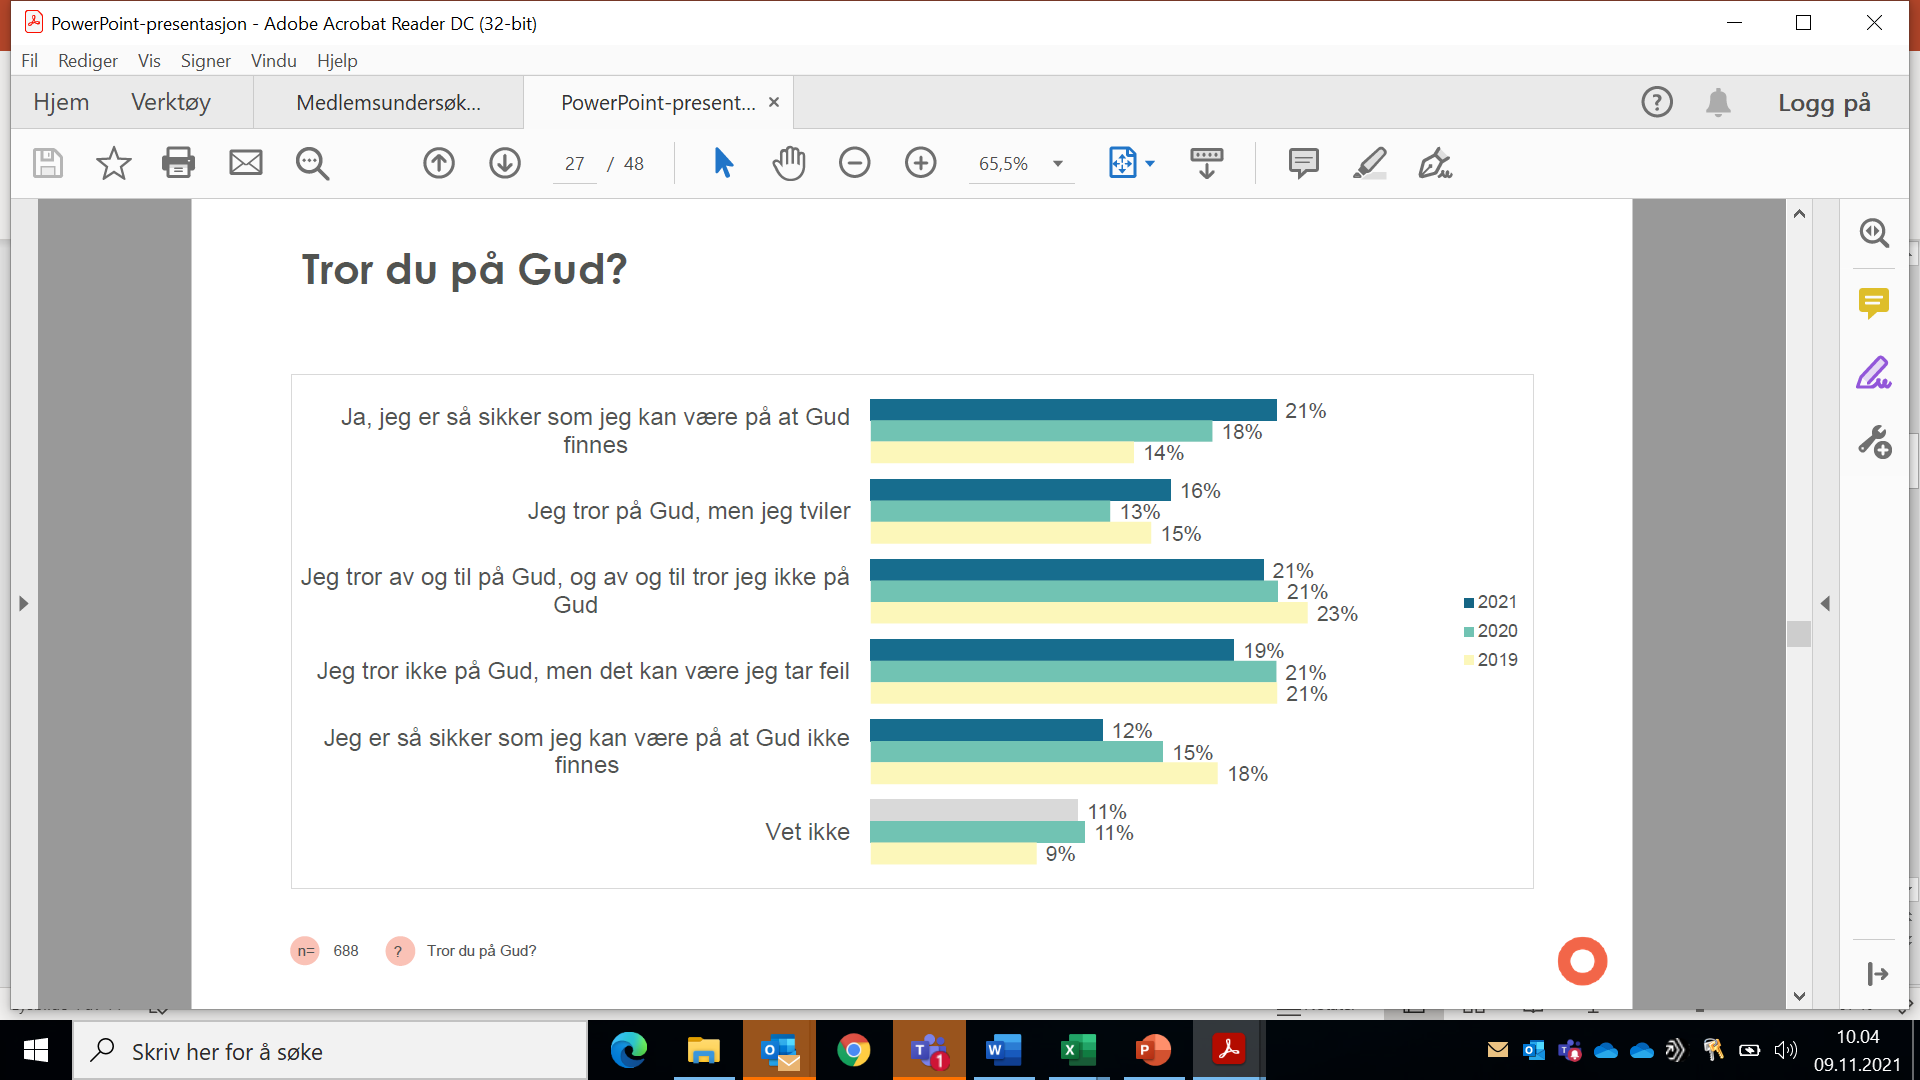 PowerPoint-presentasjon - Adobe Acrobat Reader DC (32-bit)
Fil Rediger Vis Signer Vindu Hjelp
Hjem Verktøy Medlemsundersøk... PowerPoint-present... Logg på
27 / 48 65,5%
Tror du på Gud?
Ja, jeg er så sikker som jeg kan være på at Gud
finnes
21%
18%
14%
Jeg tror på Gud, men jeg tviler
16%
13%
15%
Jeg tror av og til på Gud, og av og til tror jeg ikke på
Gud
21%
21%
23%
Jeg tror ikke på Gud, men det kan være jeg tar feil
19%
21%
21%
Jeg er så sikker som jeg kan være på at Gud ikke
finnes
12%
15%
18%
Vet ikke
11%
11%
9%
2021
2020
2019
n= 688 ? Tror du på Gud?
Skriv her for å søke
1
10.04
09.11.2021